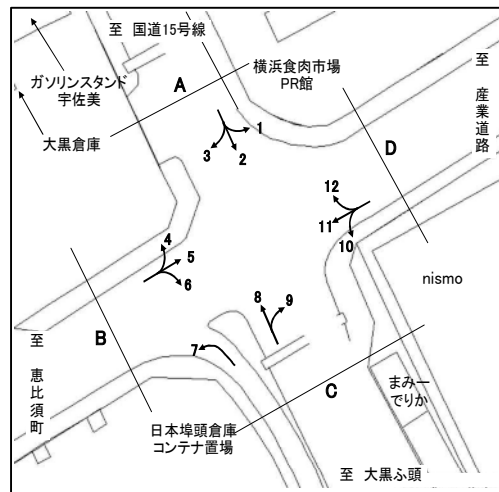 至 国道15号線
ガソリンスタンド
宇佐美
大黒倉庫
A
横浜食肉市場
PR館
至 産業道路
D
1
2
3
12
11
10
4
5
6
8
9
7
nismo
B
至 恵比須町
C
まみー
でりか
日本埠頭倉庫
コンテナ置場
至 大黒ふ頭